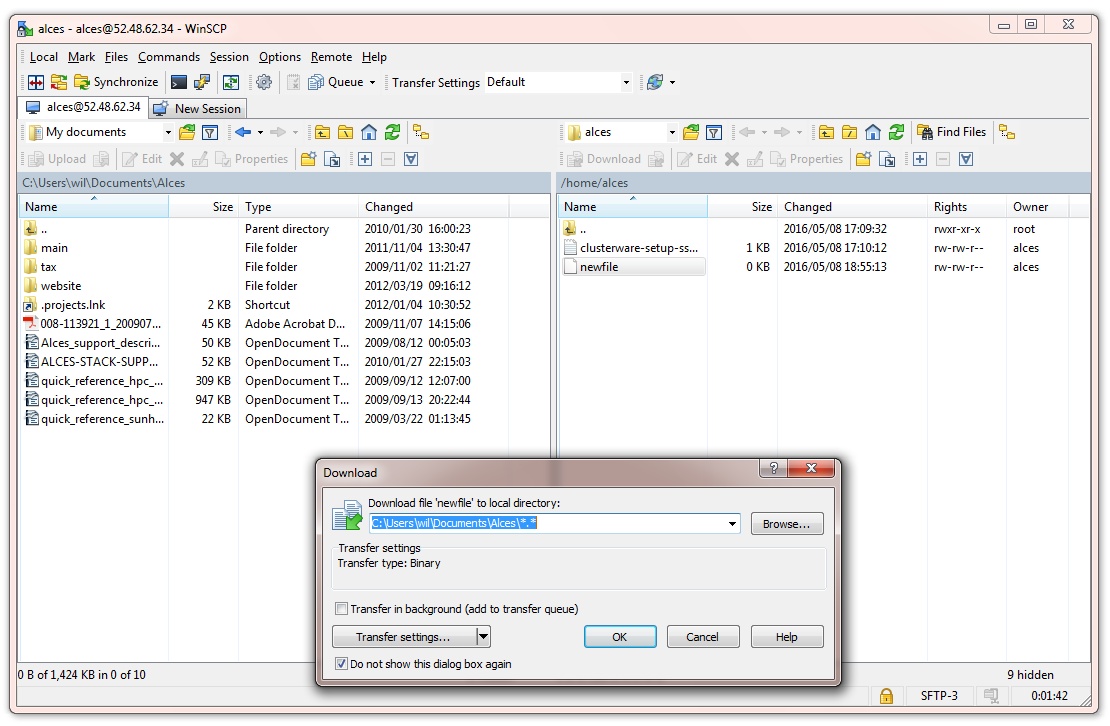 alces - alces@52.48.62.34 - WinSCP
Local Mark Files Commands Session Options Remote Help
Synchronize Queue Transfer Settings Default
alces@52.48.62.34 New Session
My documents alces Find Files
Upload Edit Properties Download Edit Properties
C:\Users\wil\Documents\Alces /home/alces
Name Size Type Changed Name Size Changed Rights Owner
.. Parent directory 2010/01/30 16:00:23 .. 2016/05/08 17:09:32 rwxr-xr-x root
main File folder 2011/11/04 13:30:47 clusterware-setup-ss... 1 KB 2016/05/08 17:10:12 rw-rw-r-- alces
tax File folder 2009/11/02 11:21:27 newfile 0 KB 2016/05/08 18:55:13 rw-rw-r-- alces
website File folder 2012/03/19 09:16:12
.projects.lnk 2 KB Shortcut 2012/01/04 10:30:52
008-113921_1_200907... 45 KB Adobe Acrobat D... 2009/11/07 14:15:06
Alces_support_descri... 50 KB OpenDocument T... 2009/08/12 00:05:03
ALCES-STACK-SUPP... 52 KB OpenDocument T... 2010/01/27 22:15:03
quick_reference_hpc_... 309 KB OpenDocument T... 2009/09/12 12:07:00
quick_reference_hpc_... 947 KB OpenDocument T... 2009/09/13 20:22:44
quick_reference_sunh... 22 KB OpenDocument T... 2009/03/22 01:13:45
Download
Download file 'newfile' to local directory:
C:\Users\wil\Documents\Alces\*.* Browse...
Transfer settings
Transfer type: Binary
Transfer in background (add to transfer queue)
Transfer settings... OK Cancel Help
Do not show this dialog box again
0 B of 1,424 KB in 0 of 10 9 hidden
SFTP-3 0:01:42